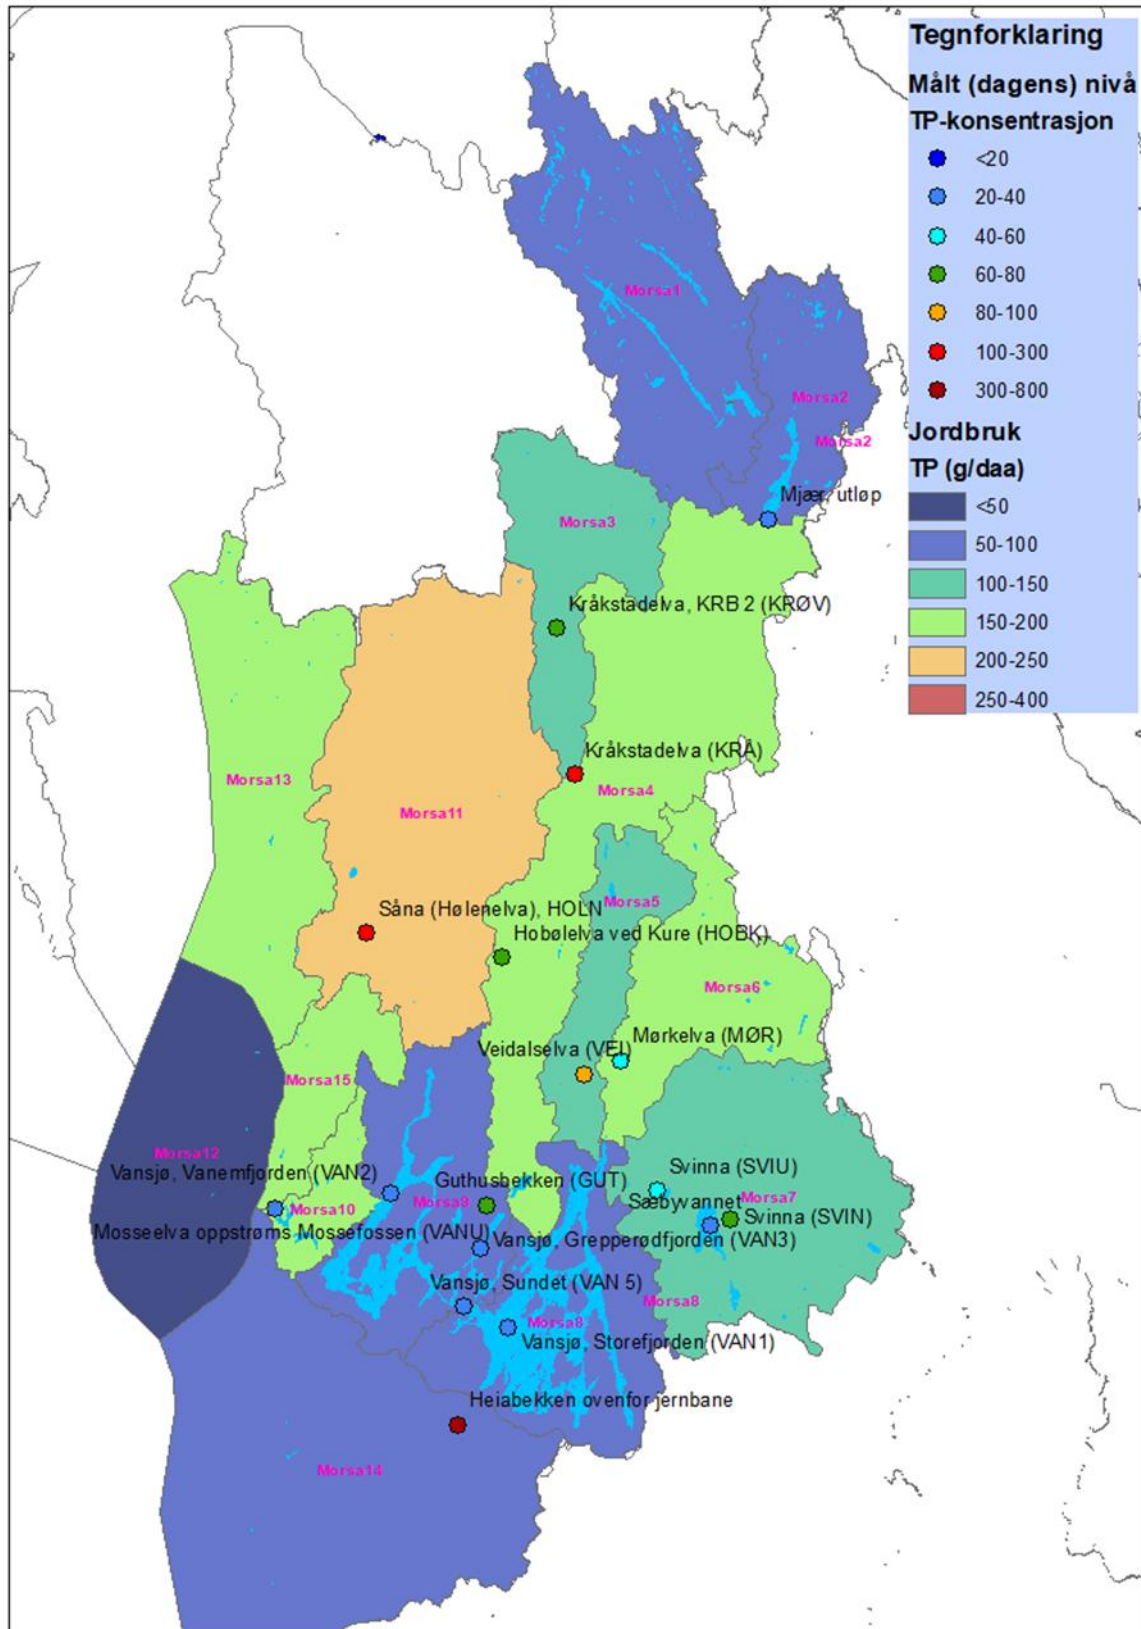 Tegnforklaring
Målt (dagens) nivå
TP-konsentrasjon
<20
20-40
40-60
60-80
80-100
100-300
300-800
Jordbruk
TP (g/daa)
<50
50-100
100-150
150-200
200-250
250-400
Morsa1
Morsa2
Morsa2
Mjær, utløp
Morsa3
Kråkstadelva, KRB 2 (KRØV)
Kråkstadelva (KRÅ)
Morsa13
Morsa4
Morsa11
Morsa5
Såna (Hølenelva), HOLN
Hobølelva ved Kure (HOBK)
Morsa6
Mørkelva (MØR)
Veidalselva (VEI)
Morsa15
Morsa12
Vansjø, Vanemfjorden (VAN2)
Svinna (SVIU)
Guthusbekken (GUT)
Morsa9
Sæbyvannet
Morsa7
Morsa10
Svinna (SVIN)
Mosseelva oppstrøms Mossefossen (VANU)
Vansjø, Grepperødfjorden (VAN3)
Vansjø, Sundet (VAN 5)
Morsa8
Morsa8
Vansjø, Storefjorden (VAN1)
Heiabekken ovenfor jernbane
Morsa14